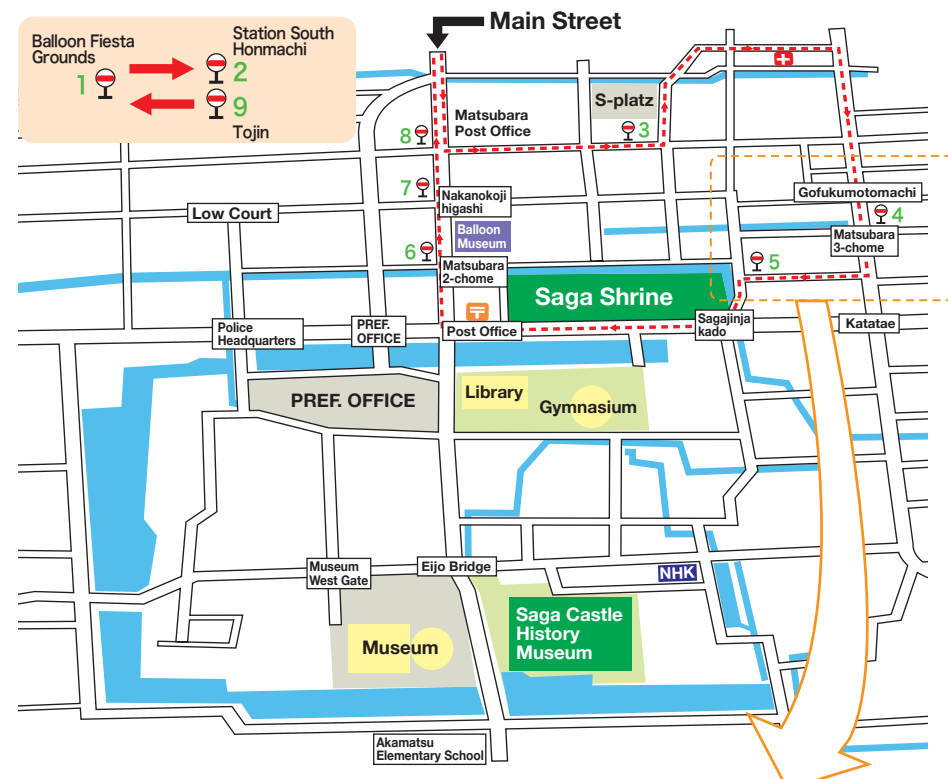 Main Street
Balloon Fiesta
Grounds
1
Station South
Honmachi
2
9
Tojin
S-platz
3
Matsubara
Post Office
8
7
Nakanokoji
higashi
Gofukumotomachi
4
Low Court
Balloon
Museum
Matsubara
3-chome
6
5
Matsubara
2-chome
Saga Shrine
〒
Police
Headquarters
PREF.
OFFICE
Post Office
Sagajinja
kado
Katatae
PREF. OFFICE
Library
Gymnasium
Museum
West Gate
Eijo Bridge
NHK
Saga Castle
History
Museum
Museum
Akamatsu
Elementary School